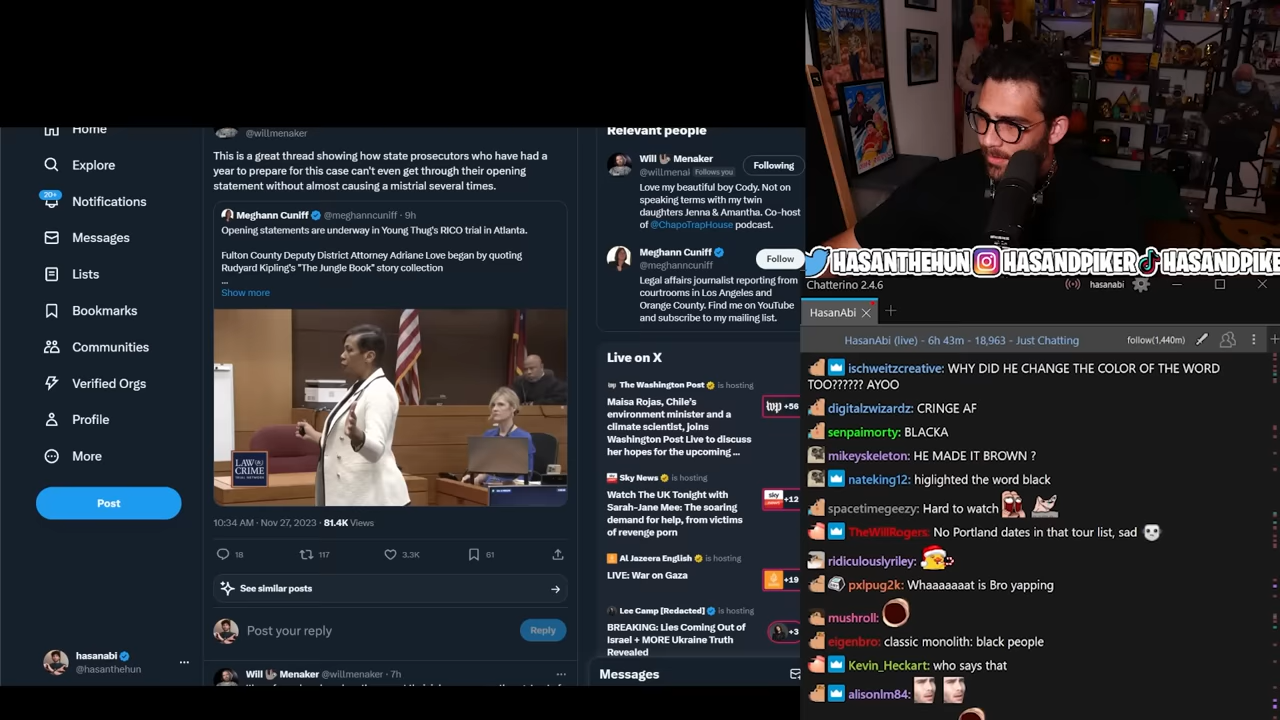 Home
Explore
20+
Notifications
Messages
Lists
Bookmarks
Communities
Verified Orgs
Profile
More
Post
hasanabi
@hasanthehun
@willmenaker
This is a great thread showing how state prosecutors who have had a
year to prepare for this case can't even get through their opening
statement without almost causing a mistrial several times.
Meghann Cuniff @meghanncuniff · 9h
Opening statements are underway in Young Thug's RICO trial in Atlanta.
Fulton County Deputy District Attorney Adriane Love began by quoting
Rudyard Kipling's "The Jungle Book" story collection
...
Show more
LAW&
CRIME
TRIAL NETWORK
10:34 AM · Nov 27, 2023 · 81.4K Views
18
117
3.3K
61
See similar posts
Post your reply
Reply
Will Menaker @willmenaker · 7h
Relevant people
Will Menaker
@willmenal Follows you
Following
Love my beautiful boy Cody. Not on
speaking terms with my twin
daughters Jenna & Amantha. Co-host
of @ChapoTrapHouse podcast.
Meghann Cuniff
@meghanncuniff
Follow
Legal affairs journalist reporting from
courtrooms in Los Angeles and
Orange County. Find me on YouTube
and subscribe to my mailing list.
Live on X
The Washington Post is hosting
Maisa Rojas, Chile's
environment minister and a
climate scientist, joins
Washington Post Live to discuss
her hopes for the upcoming ...
wp +56
Sky News is hosting
Watch The UK Tonight with
Sarah-Jane Mee: The soaring
demand for help, from victims
of revenge porn
sky +12
Al Jazeera English is hosting
LIVE: War on Gaza
+19
Lee Camp [Redacted] is hosting
BREAKING: Lies Coming Out of
Israel + MORE Ukraine Truth
Revealed
+3
Messages
HASANTHEHUN HASANDPIKER HASANDPIKE
Chatterino 2.4.6
hasanabi
HasanAbi
HasanAbi (live) - 6h 43m - 18,963 - Just Chatting
follow(1,440m)
ischweitzcreative: WHY DID HE CHANGE THE COLOR OF THE WORD
TOO?????? AYOO
digitalzwizardz: CRINGE AF
senpaimorty: BLACKA
mikeyskeleton: HE MADE IT BROWN ?
nateking12: higlighted the word black
spacetimegeezy: Hard to watch
TheWillRogers: No Portland dates in that tour list, sad
ridiculouslyriley:
pxlpug2k: Whaaaaaaat is Bro yapping
mushroll:
eigenbro: classic monolith: black people
Kevin_Heckart: who says that
alisonlm84: